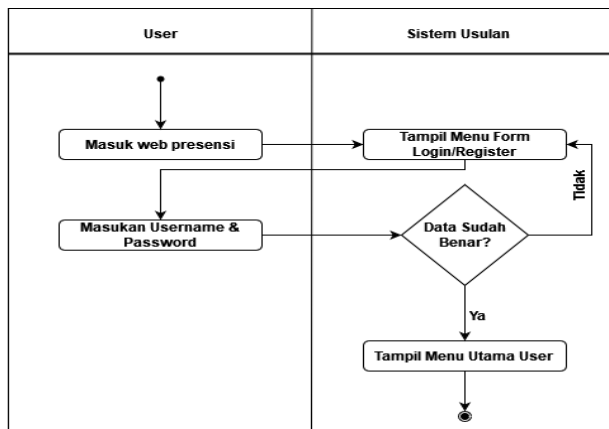 User
Sistem Usulan
Masuk web presensi
Tampil Menu Form
Login/Register
Tidak
Masukan Username &
Password
Data Sudah
Benar?
Ya
Tampil Menu Utama User